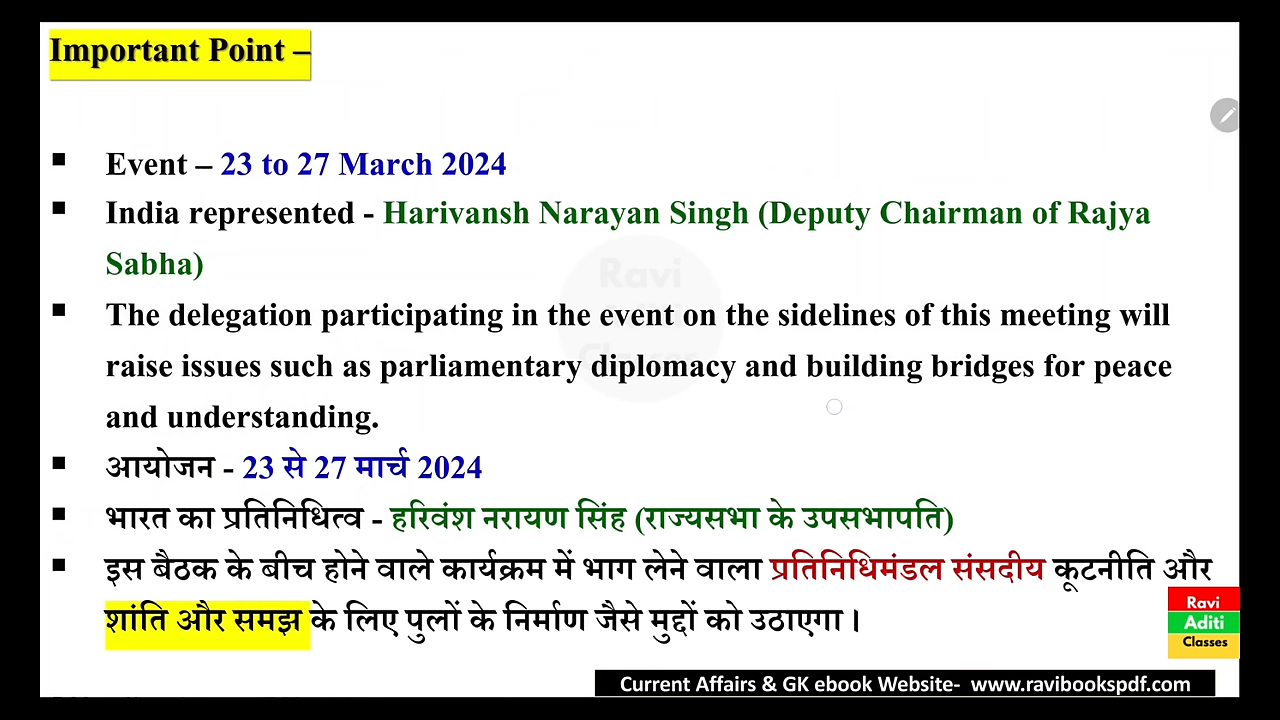 Important Point –
▪ Event – 23 to 27 March 2024
▪ India represented - Harivansh Narayan Singh (Deputy Chairman of Rajya
Sabha)
▪ The delegation participating in the event on the sidelines of this meeting will
raise issues such as parliamentary diplomacy and building bridges for peace
and understanding.
▪ आयोजन - 23 से 27 मार्च 2024
▪ भारत का प्रतिनिधित्व - हरिवंश नरायण सिंह (राज्यसभा के उपसभापति)
▪ इस बैठक के बीच होने वाले कार्यक्रम में भाग लेने वाला प्रतिनिधिमंडल संसदीय कूटनीति और
शांति और समझ के लिए पुलों के निर्माण जैसे मुद्दों को उठाएगा ।
Ravi
Aditi
Classes
Ravi
Aditi
Classes
Current Affairs & GK ebook Website- www.ravibookspdf.com